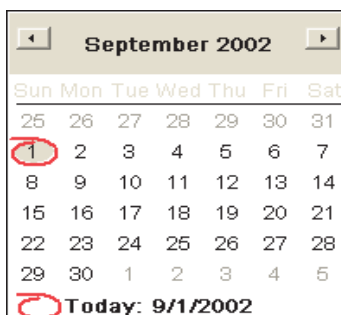 September 2002
Sun Mon Tue Wed Thu Fri Sat
25 26 27 28 29 30 31
1 2 3 4 5 6 7
8 9 10 11 12 13 14
15 16 17 18 19 20 21
22 23 24 25 26 27 28
29 30 1 2 3 4 5
Today: 9/1/2002